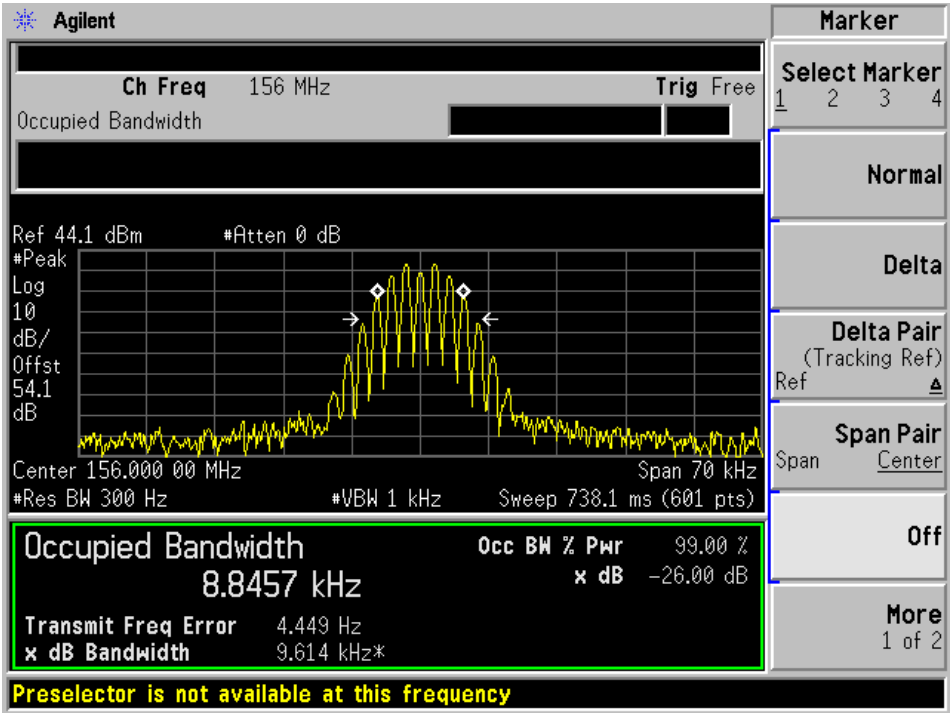 Agilent
Marker
Ch Freq 156 MHz Trig Free
Occupied Bandwidth
Select Marker
1 2 3 4
Normal
Delta
Delta Pair
(Tracking Ref)
Ref Δ
Span Pair
Span Center
Off
More
1 of 2
Ref 44.1 dBm #Atten 0 dB
#Peak
Log
10
dB/
Offst
54.1
dB
Center 156.000 00 MHz Span 70 kHz
#Res BW 300 Hz #VBW 1 kHz Sweep 738.1 ms (601 pts)
Occupied Bandwidth
8.8457 kHz
Occ BW % Pwr 99.00 %
x dB -26.00 dB
Transmit Freq Error 4.449 Hz
x dB Bandwidth 9.614 kHz*
Preselector is not available at this frequency